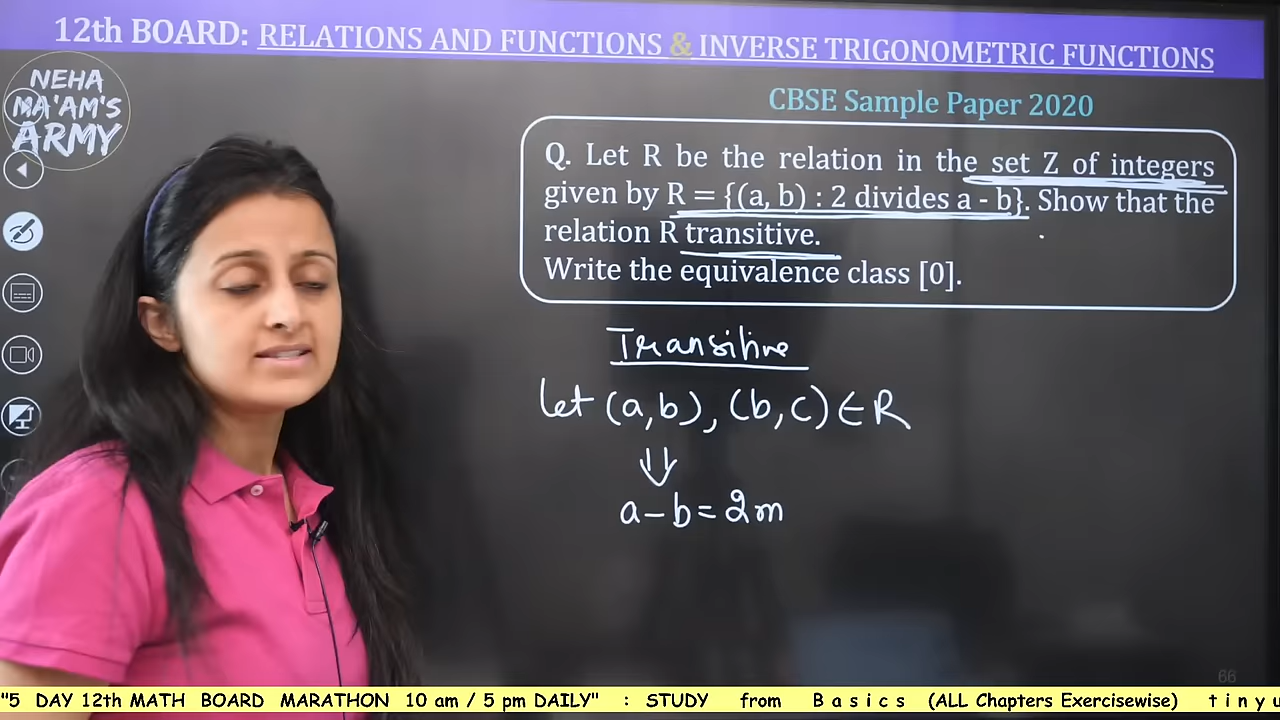 12th BOARD: RELATIONS AND FUNCTIONS & INVERSE TRIGONOMETRIC FUNCTIONS
NEHA
MA'AM'S
ARMY
CBSE Sample Paper 2020
Q. Let R be the relation in the set Z of integers
given by R = {(a, b) : 2 divides a - b}. Show that the
relation R transitive.
Write the equivalence class [0].
Transitive
let (a,b), (b,c) ∈ R
⇓
a-b=2m
66
"5 DAY 12th MATH BOARD MARATHON 10 am / 5 pm DAILY" : STUDY from Basics (ALL Chapters Exercisewise) tinyu